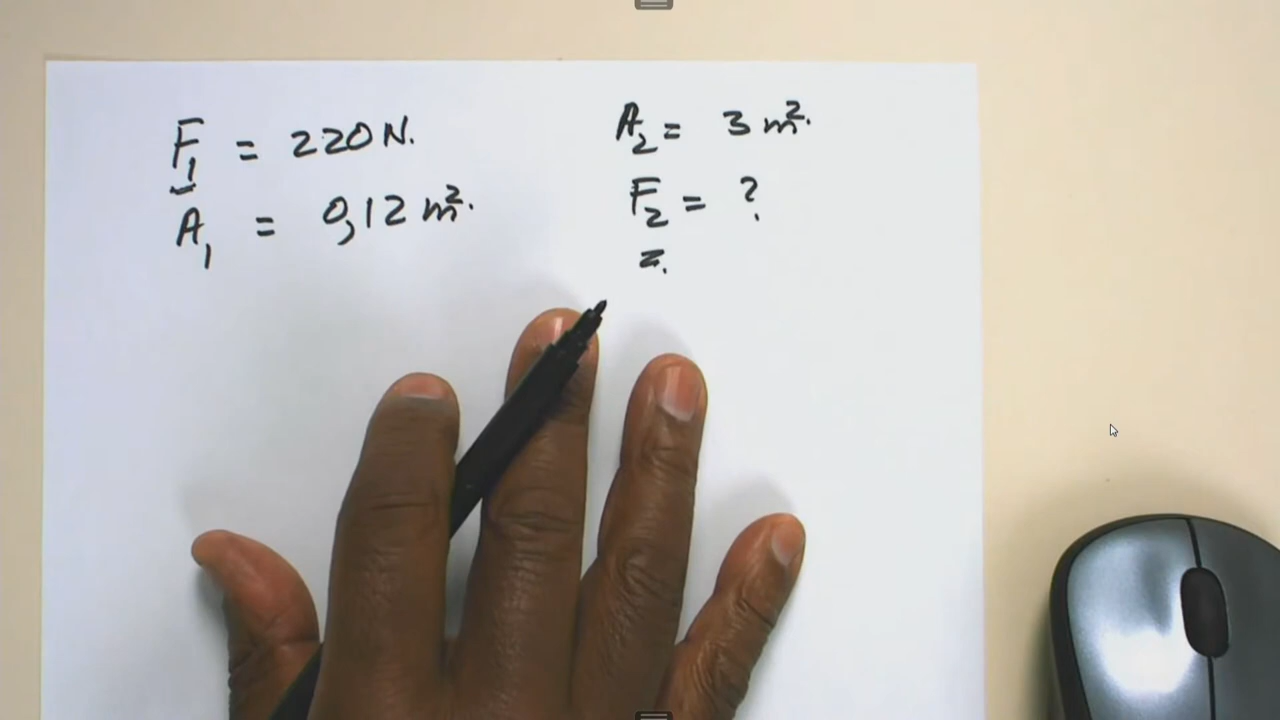 F₁ = 220 N.
A₁ = 0,12 m².
A₂ = 3 m².
F₂ = ?